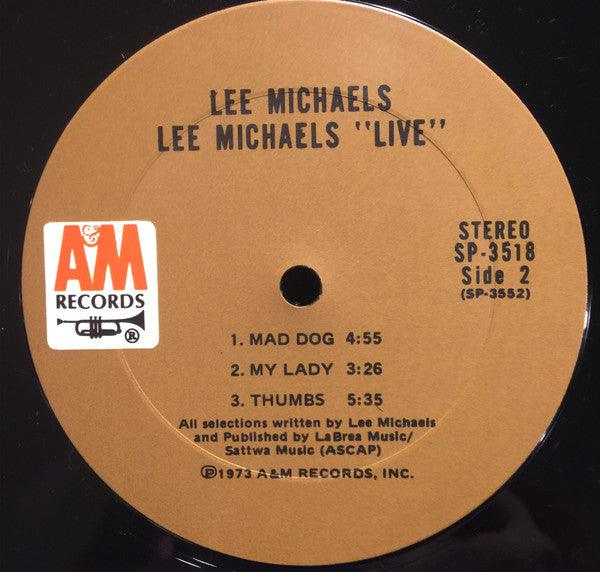 LEE MICHAELS
LEE MICHAELS "LIVE"
A&M
RECORDS
®
STEREO
SP-3518
Side 2
(SP-3552)
1. MAD DOG 4:55
2. MY LADY 3:26
3. THUMBS 5:35
All selections written by Lee Michaels
and Published by LaBrea Music/
Sattwa Music (ASCAP)
℗1973 A&M RECORDS, INC.